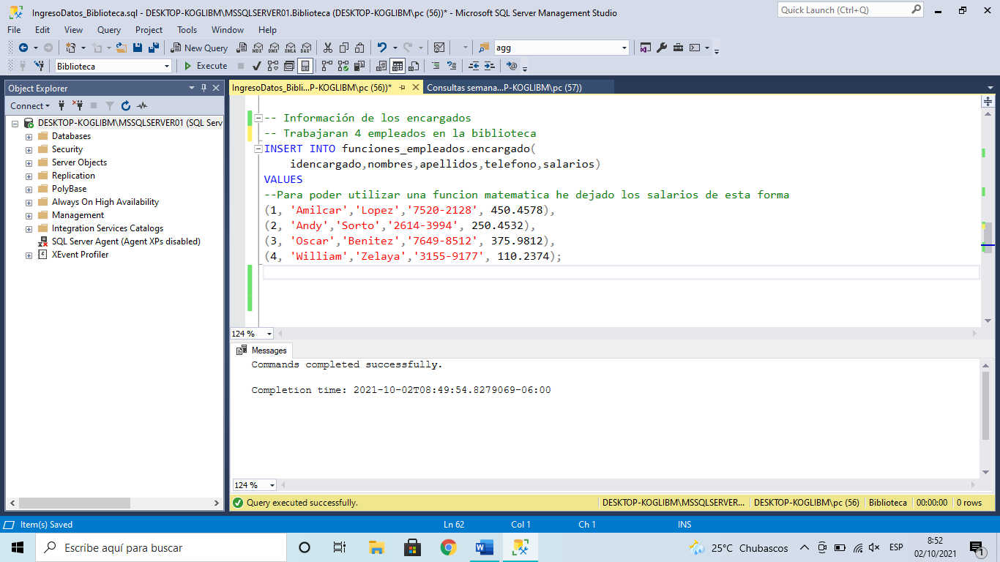 IngresoDatos_Biblioteca.sql - DESKTOP-KOGLIBM\MSSQLSERVER01.Biblioteca (DESKTOP-KOGLIBM\pc (56))* - Microsoft SQL Server Management Studio
Quick Launch (Ctrl+Q)
File Edit View Query Project Tools Window Help
New Query MDX DMX XMLA DAX agg
Biblioteca Execute
Object Explorer
Connect
DESKTOP-KOGLIBM\MSSQLSERVER01 (SQL Serv
Databases
Security
Server Objects
Replication
PolyBase
Always On High Availability
Management
Integration Services Catalogs
SQL Server Agent (Agent XPs disabled)
XEvent Profiler
IngresoDatos_Bibli...P-KOGLIBM\pc (56))* Consultas semana...P-KOGLIBM\pc (57))
-- Información de los encargados
-- Trabajaran 4 empleados en la biblioteca
INSERT INTO funciones_empleados.encargado(
idencargado,nombres,apellidos,telefono,salarios)
VALUES
--Para poder utilizar una funcion matematica he dejado los salarios de esta forma
(1, 'Amilcar','Lopez','7520-2128', 450.4578),
(2, 'Andy','Sorto','2614-3994', 250.4532),
(3, 'Oscar','Benitez','7649-8512', 375.9812),
(4, 'William','Zelaya','3155-9177', 110.2374);
124 %
Messages
Commands completed successfully.
Completion time: 2021-10-02T08:49:54.8279069-06:00
124 %
Query executed successfully. DESKTOP-KOGLIBM\MSSQLSERVER... DESKTOP-KOGLIBM\pc (56) Biblioteca 00:00:00 0 rows
Item(s) Saved Ln 62 Col 1 Ch 1 INS
Escribe aquí para buscar
25°C Chubascos ESP
8:52
02/10/2021
1